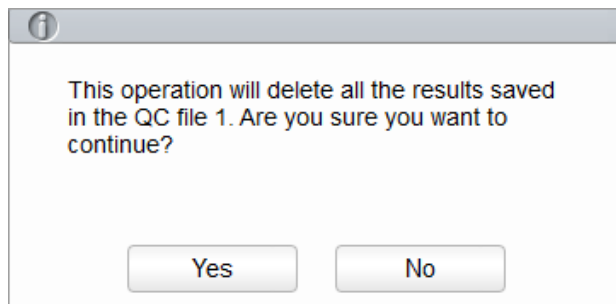 This operation will delete all the results saved
in the QC file 1. Are you sure you want to
continue?
Yes
No